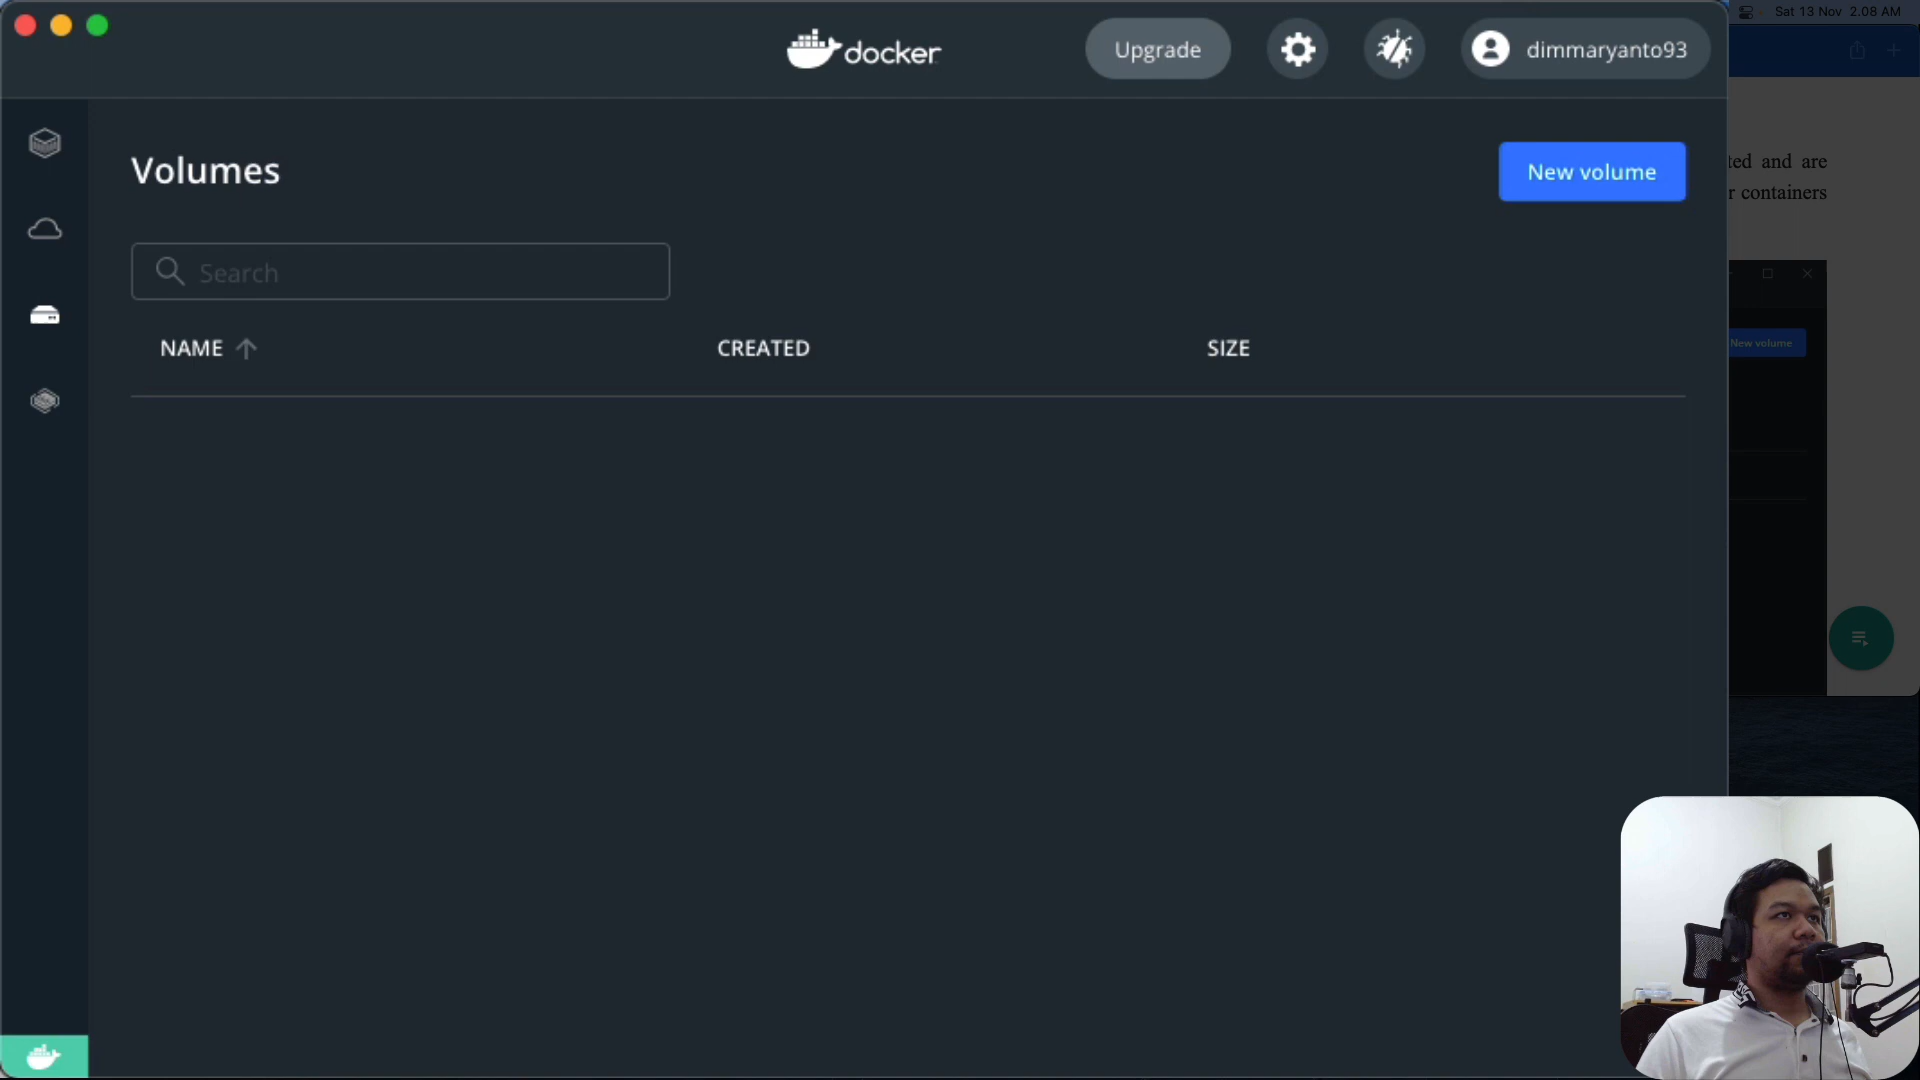 Sat 13 Nov 2.08 AM
docker
Upgrade
dimmaryanto93
Volumes
New volume
ted and are
r containers
Search
New volume
NAME
CREATED
SIZE